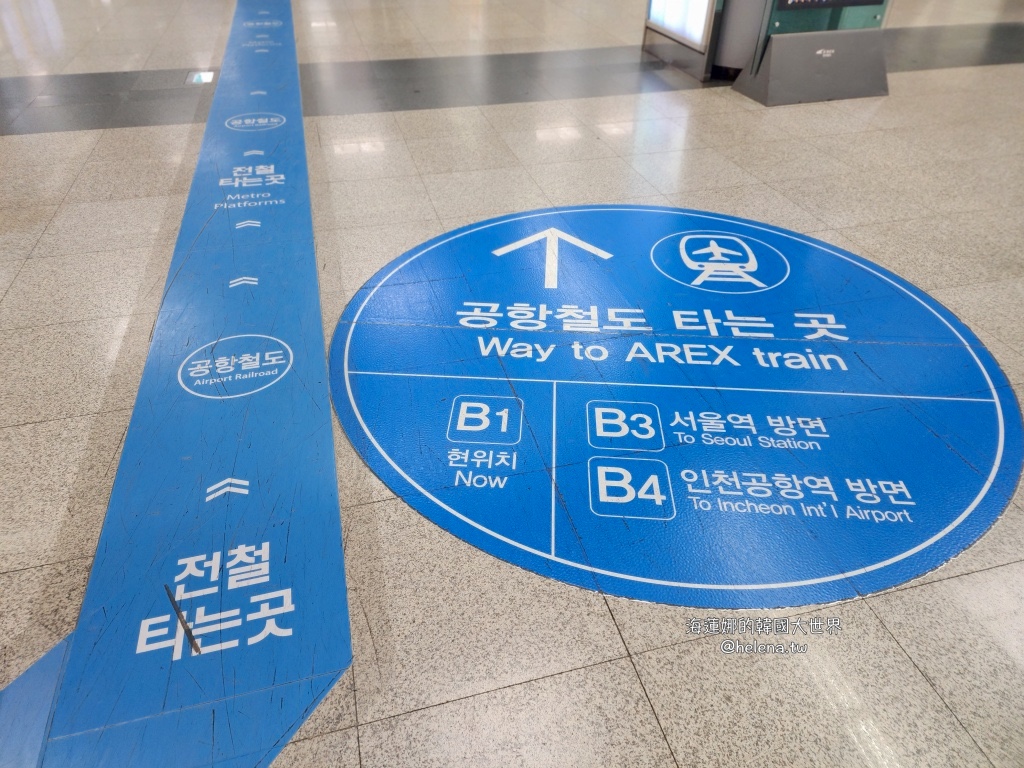 공항철도
전철
타는곳
Metro
Platforms
공항철도
Airport Railroad
전철
타는곳
공항철도 타는 곳
Way to AREX train
B1
현위치
Now
B3 서울역 방면
To Seoul Station
B4 인천공항역 방면
To Incheon Int'l Airport
海蓮娜的韓國大世界
@helena.tw